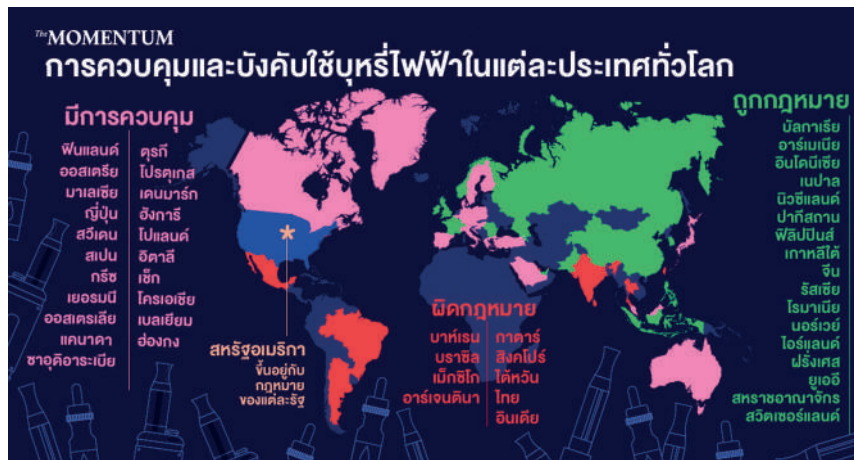 The MOMENTUM
การควบคุมและบังคับใช้บุหรี่ไฟฟ้าในแต่ละประเทศทั่วโลก
มีการควบคุม
ฟินแลนด์
ออสเตรีย
มาเลเซีย
ญี่ปุ่น
สวีเดน
สเปน
กรีซ
เยอรมนี
ออสเตรเลีย
แคนาดา
ซาอุดิอาระเบีย
ตุรกี
โปรตุเกส
เดนมาร์ก
ฮังการี
โปแลนด์
อิตาลี
เช็ก
โครเอเชีย
เบลเยียม
ฮ่องกง
*
สหรัฐอเมริกา
ขึ้นอยู่กับ
กฎหมาย
ของแต่ละรัฐ
ผิดกฎหมาย
บาห์เรน
บราซิล
เม็กซิโก
อาร์เจนตินา
กาตาร์
สิงคโปร์
ไต้หวัน
ไทย
อินเดีย
ถูกกฎหมาย
บัลกาเรีย
อาร์เมเนีย
อินโดนีเซีย
เนปาล
นิวซีแลนด์
ปากีสถาน
ฟิลิปปินส์
เกาหลีใต้
จีน
รัสเซีย
โรมาเนีย
นอร์เวย์
ไอร์แลนด์
ฝรั่งเศส
ยูเออี
สหราชอาณาจักร
สวิตเซอร์แลนด์